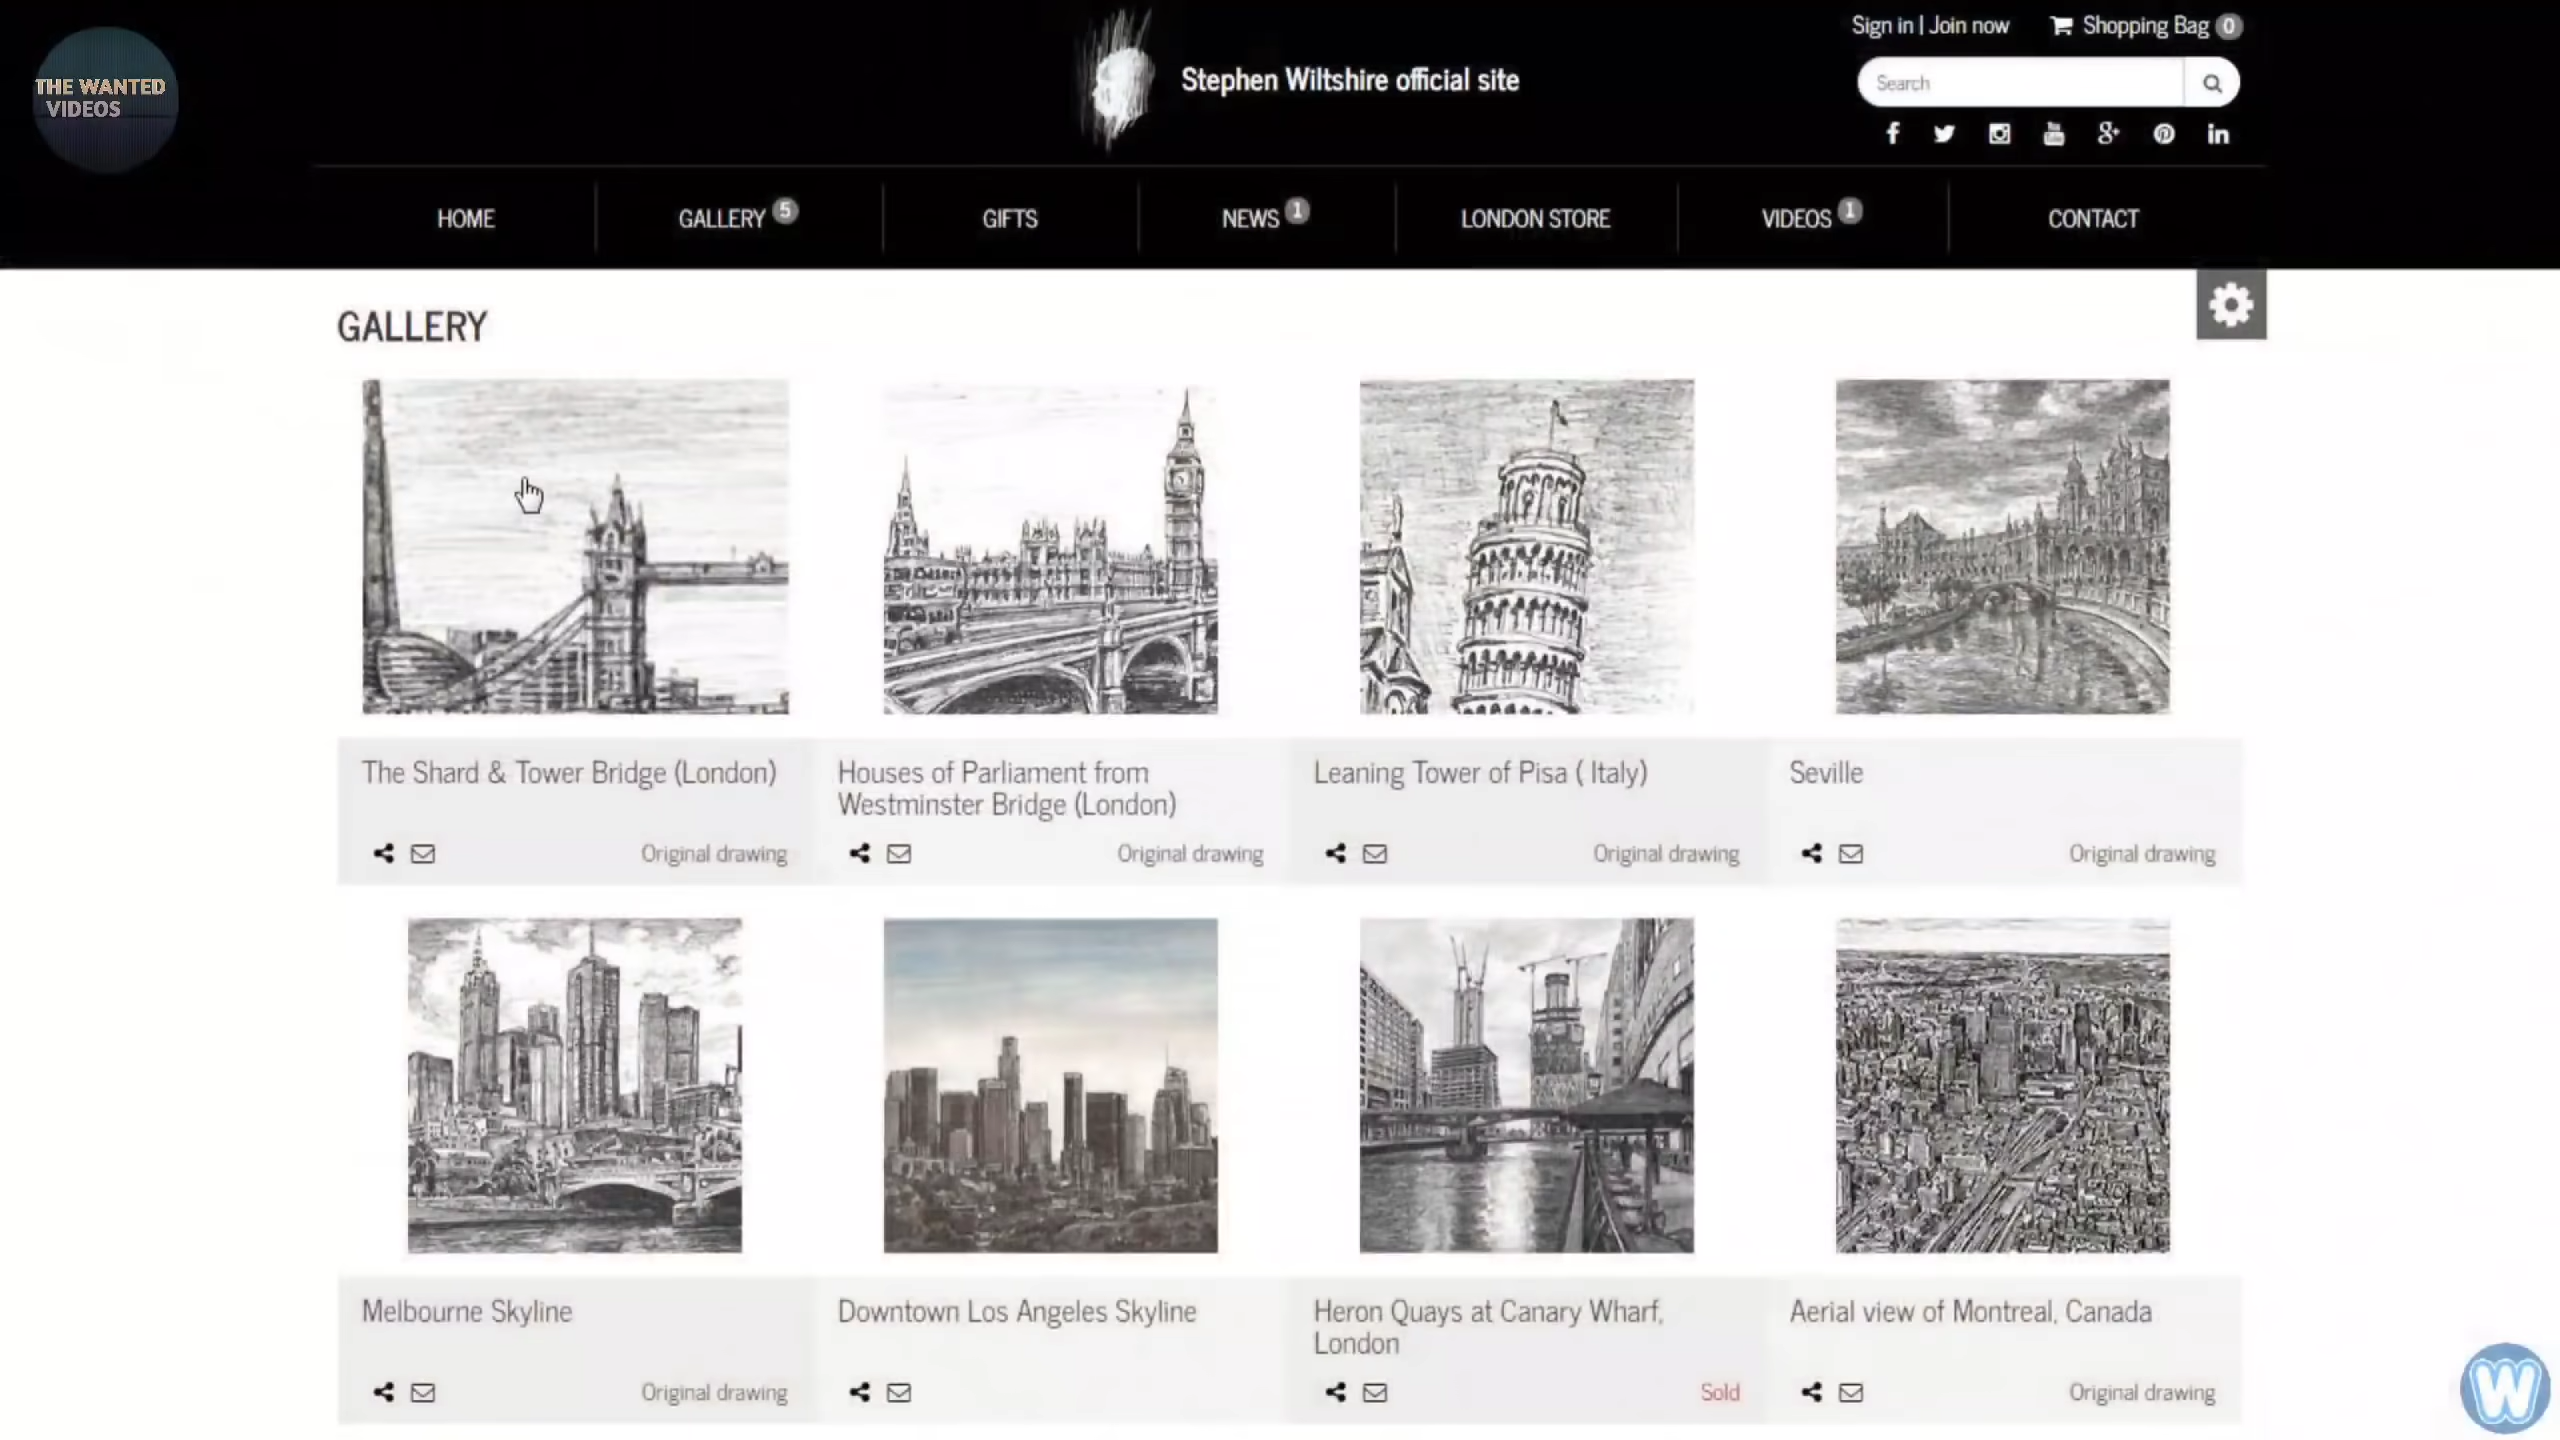 THE WANTED
VIDEOS
Stephen Wiltshire official site
Sign in | Join now
Shopping Bag 0
Search
HOME
GALLERY 5
GIFTS
NEWS 1
LONDON STORE
VIDEOS 1
CONTACT
GALLERY
The Shard & Tower Bridge (London)
Original drawing
Houses of Parliament from
Westminster Bridge (London)
Original drawing
Leaning Tower of Pisa ( Italy)
Original drawing
Seville
Original drawing
Melbourne Skyline
Original drawing
Downtown Los Angeles Skyline
Heron Quays at Canary Wharf,
London
Sold
Aerial view of Montreal, Canada
Original drawing
W